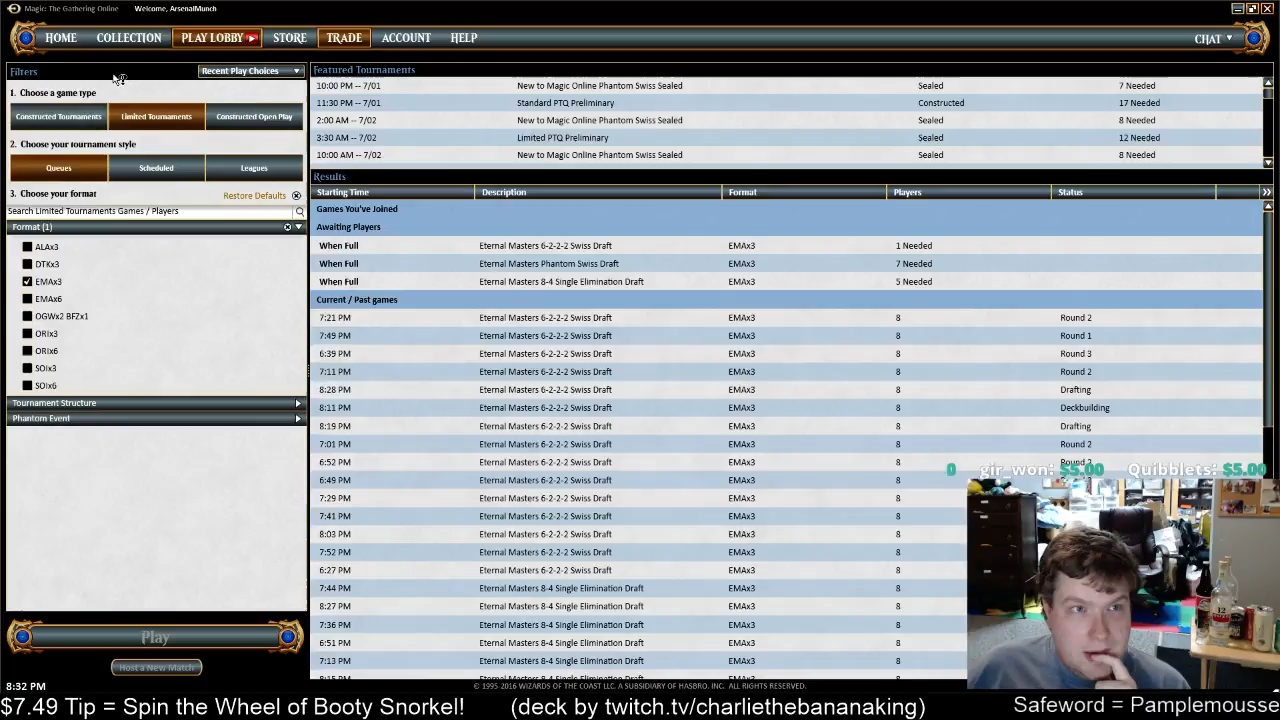 Magic: The Gathering Online Welcome, ArsenalMunch
HOME COLLECTION PLAY LOBBY STORE TRADE ACCOUNT HELP CHAT
Filters Recent Play Choices
1. Choose a game type
Constructed Tournaments Limited Tournaments Constructed Open Play
2. Choose your tournament style
Queues Scheduled Leagues
3. Choose your format Restore Defaults
Search Limited Tournaments Games / Players
Format (1)
ALAx3
DTKx3
EMAx3
EMAx6
OGWx2 BFZx1
ORIx3
ORIx6
SOIx3
SOIx6
Tournament Structure
Phantom Event
Play
Host a New Match
8:32 PM
Featured Tournaments
10:00 PM -- 7/01 New to Magic Online Phantom Swiss Sealed Sealed 7 Needed
11:30 PM -- 7/01 Standard PTQ Preliminary Constructed 17 Needed
2:00 AM -- 7/02 New to Magic Online Phantom Swiss Sealed Sealed 8 Needed
3:30 AM -- 7/02 Limited PTQ Preliminary Sealed 12 Needed
10:00 AM -- 7/02 New to Magic Online Phantom Swiss Sealed Sealed 8 Needed
Results
Starting Time Description Format Players Status
Games You've Joined
Awaiting Players
When Full Eternal Masters 6-2-2-2 Swiss Draft EMAx3 1 Needed
When Full Eternal Masters Phantom Swiss Draft EMAx3 7 Needed
When Full Eternal Masters 8-4 Single Elimination Draft EMAx3 5 Needed
Current / Past games
7:21 PM Eternal Masters 6-2-2-2 Swiss Draft EMAx3 8 Round 2
7:49 PM Eternal Masters 6-2-2-2 Swiss Draft EMAx3 8 Round 1
6:39 PM Eternal Masters 6-2-2-2 Swiss Draft EMAx3 8 Round 3
7:11 PM Eternal Masters 6-2-2-2 Swiss Draft EMAx3 8 Round 2
8:28 PM Eternal Masters 6-2-2-2 Swiss Draft EMAx3 8 Drafting
8:11 PM Eternal Masters 6-2-2-2 Swiss Draft EMAx3 8 Deckbuilding
8:19 PM Eternal Masters 6-2-2-2 Swiss Draft EMAx3 8 Drafting
7:01 PM Eternal Masters 6-2-2-2 Swiss Draft EMAx3 8 Round 2
6:52 PM Eternal Masters 6-2-2-2 Swiss Draft EMAx3 8 Round 2
0 gir_won: $5.00 Quibblets: $5.00
6:49 PM Eternal Masters 6-2-2-2 Swiss Draft EMAx3 8
7:29 PM Eternal Masters 6-2-2-2 Swiss Draft EMAx3 8
7:41 PM Eternal Masters 6-2-2-2 Swiss Draft EMAx3 8
8:03 PM Eternal Masters 6-2-2-2 Swiss Draft EMAx3 8
7:52 PM Eternal Masters 6-2-2-2 Swiss Draft EMAx3 8
6:27 PM Eternal Masters 6-2-2-2 Swiss Draft EMAx3 8
7:44 PM Eternal Masters 8-4 Single Elimination Draft EMAx3 8
8:27 PM Eternal Masters 8-4 Single Elimination Draft EMAx3 8
7:36 PM Eternal Masters 8-4 Single Elimination Draft EMAx3 8
6:51 PM Eternal Masters 8-4 Single Elimination Draft EMAx3 8
7:13 PM Eternal Masters 8-4 Single Elimination Draft EMAx3 8
© 1995-2016 WIZARDS OF THE COAST LLC. A SUBSIDIARY OF HASBRO, INC. ALL RIGHTS RESERVED.
$7.49 Tip = Spin the Wheel of Booty Snorkel! (deck by twitch.tv/charliethebananaking) Safeword = Pamplemousse